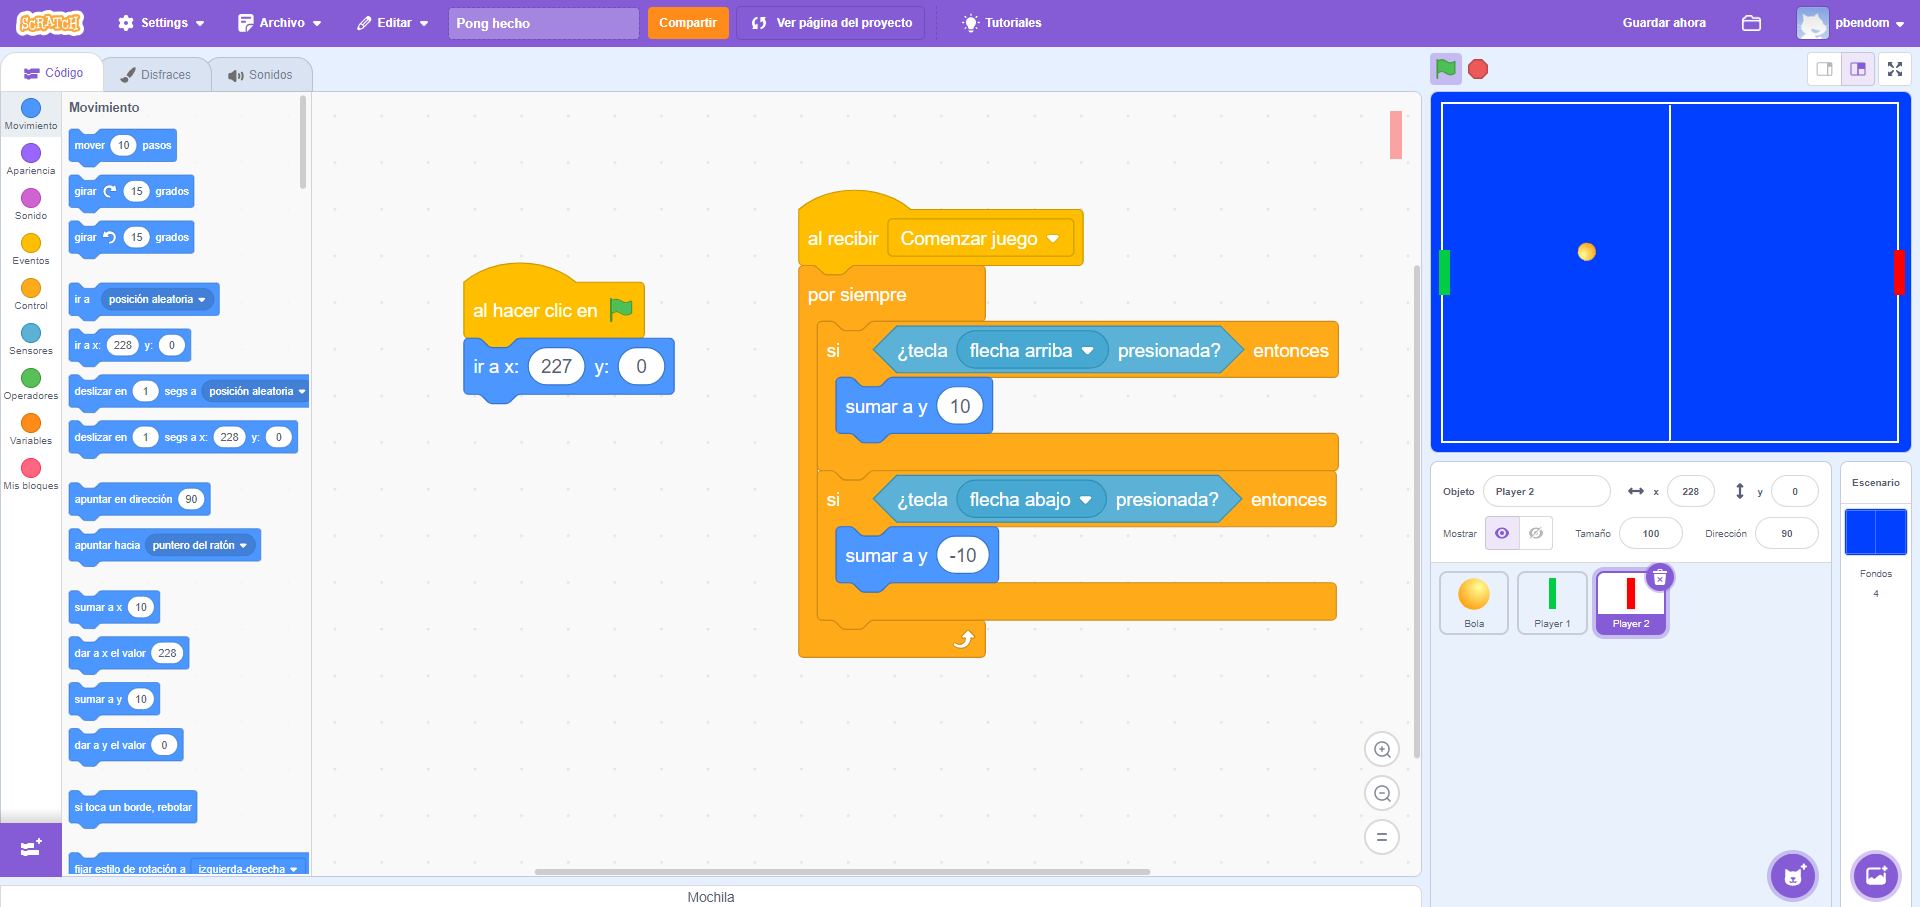 SCRATCH
Settings
Archivo
Editar
Pong hecho
Compartir
Ver página del proyecto
Tutoriales
Guardar ahora
pbendom
Código
Disfraces
Sonidos
Movimiento
Apariencia
Sonido
Eventos
Control
Sensores
Operadores
Variables
Mis bloques
Movimiento
mover 10 pasos
girar 15 grados
girar 15 grados
ir a posición aleatoria
ir a x: 228 y: 0
deslizar en 1 segs a posición aleatoria
deslizar en 1 segs a x: 228 y: 0
apuntar en dirección 90
apuntar hacia puntero del ratón
sumar a x 10
dar a x el valor 228
sumar a y 10
dar a y el valor 0
si toca un borde, rebotar
fijar estilo de rotación a izquierda-derecha
al hacer clic en
ir a x: 227 y: 0
al recibir Comenzar juego
por siempre
si ¿tecla flecha arriba presionada? entonces
sumar a y 10
si ¿tecla flecha abajo presionada? entonces
sumar a y -10
Mochila
Objeto Player 2 x 228 y 0
Mostrar Tamaño 100 Dirección 90
Bola
Player 1
Player 2
Escenario
Fondos
4